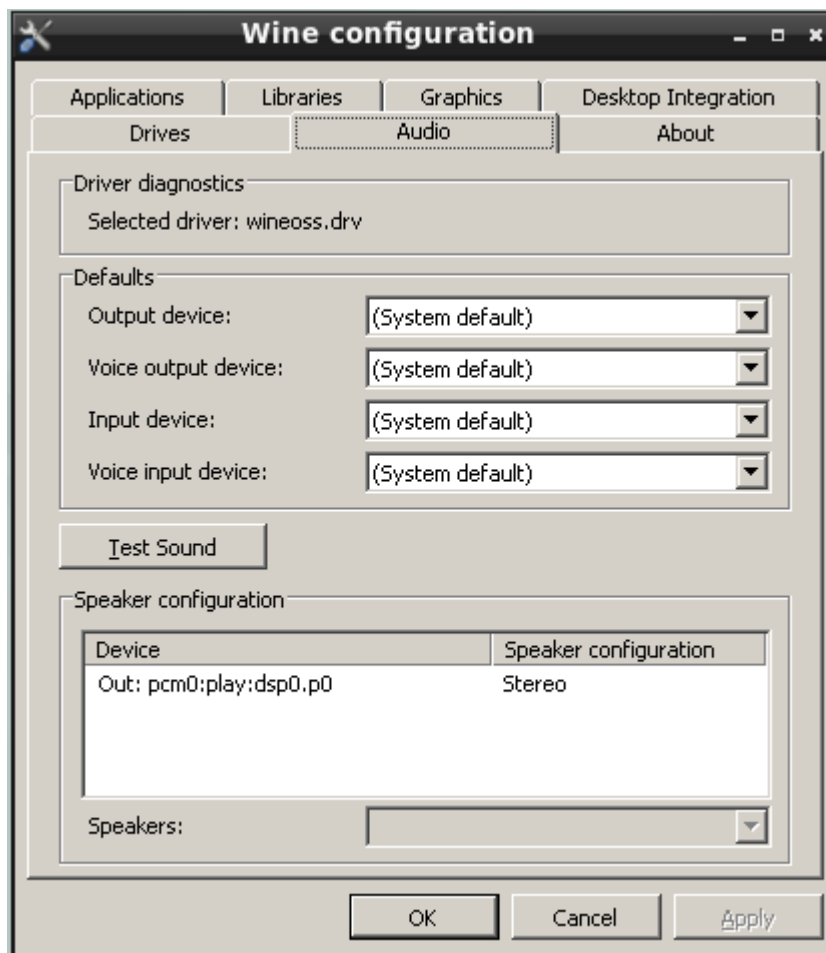 Wine configuration
Applications Libraries Graphics Desktop Integration
Drives Audio About
Driver diagnostics
Selected driver: wineoss.drv
Defaults
Output device: (System default)
Voice output device: (System default)
Input device: (System default)
Voice input device: (System default)
Test Sound
Speaker configuration
Device Speaker configuration
Out: pcm0:play:dsp0.p0 Stereo
Speakers:
OK Cancel Apply